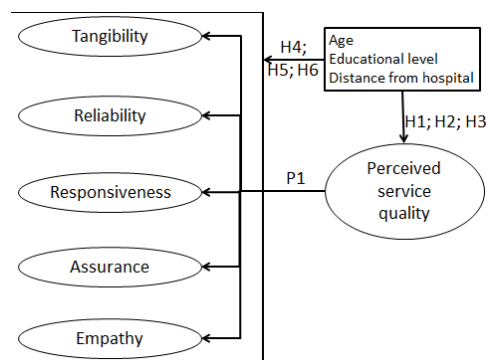 Tangibility
Reliability
Responsiveness
Assurance
Empathy
H4;
H5; H6
Age
Educational level
Distance from hospital
H1; H2; H3
P1
Perceived
service
quality